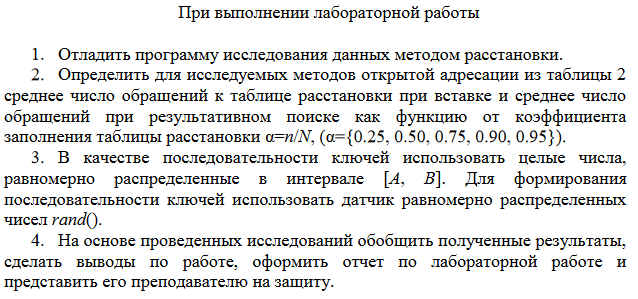 При выполнении лабораторной работы
1. Отладить программу исследования данных методом расстановки.
2. Определить для исследуемых методов открытой адресации из таблицы 2
среднее число обращений к таблице расстановки при вставке и среднее число
обращений при результативном поиске как функцию от коэффициента
заполнения таблицы расстановки α=n/N, (α={0.25, 0.50, 0.75, 0.90, 0.95}).
3. В качестве последовательности ключей использовать целые числа,
равномерно распределенные в интервале [A, B]. Для формирования
последовательности ключей использовать датчик равномерно распределенных
чисел rand().
4. На основе проведенных исследований обобщить полученные результаты,
сделать выводы по работе, оформить отчет по лабораторной работе и
представить его преподавателю на защиту.